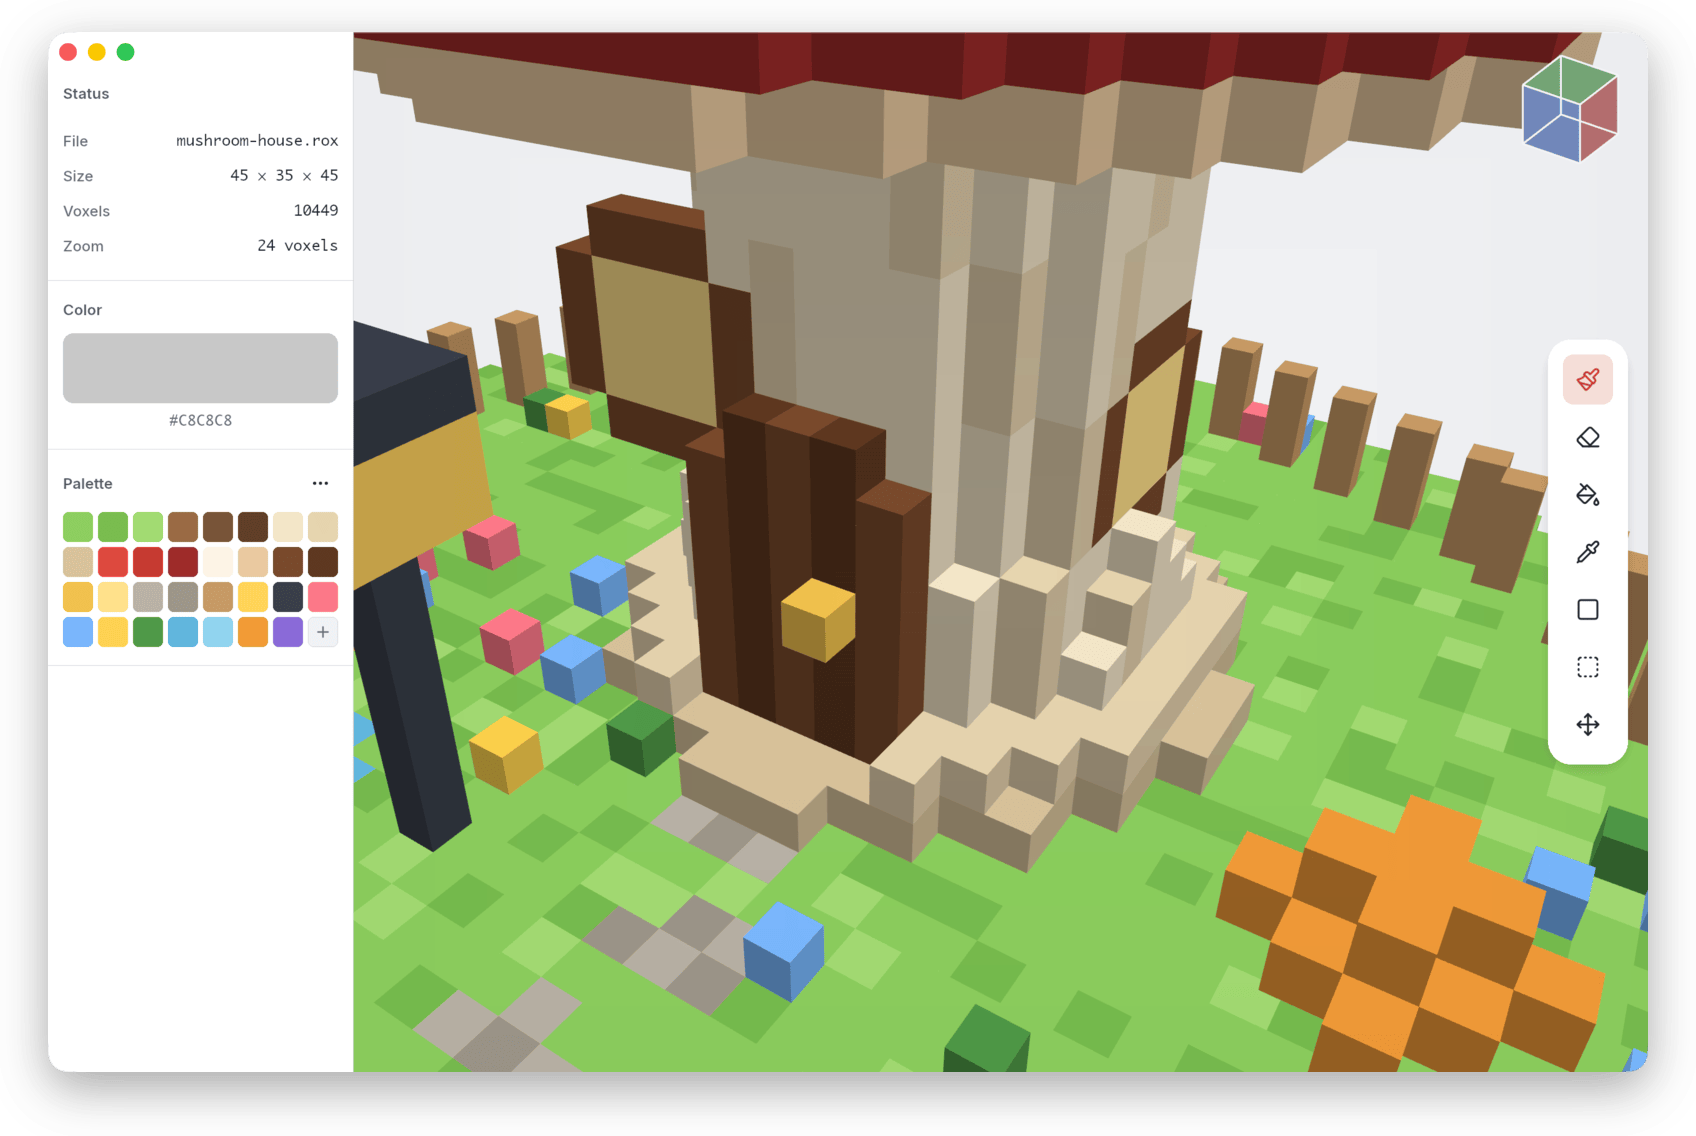 Status
File mushroom-house.rox
Size 45 × 35 × 45
Voxels 10449
Zoom 24 voxels
Color
#C8C8C8
Palette